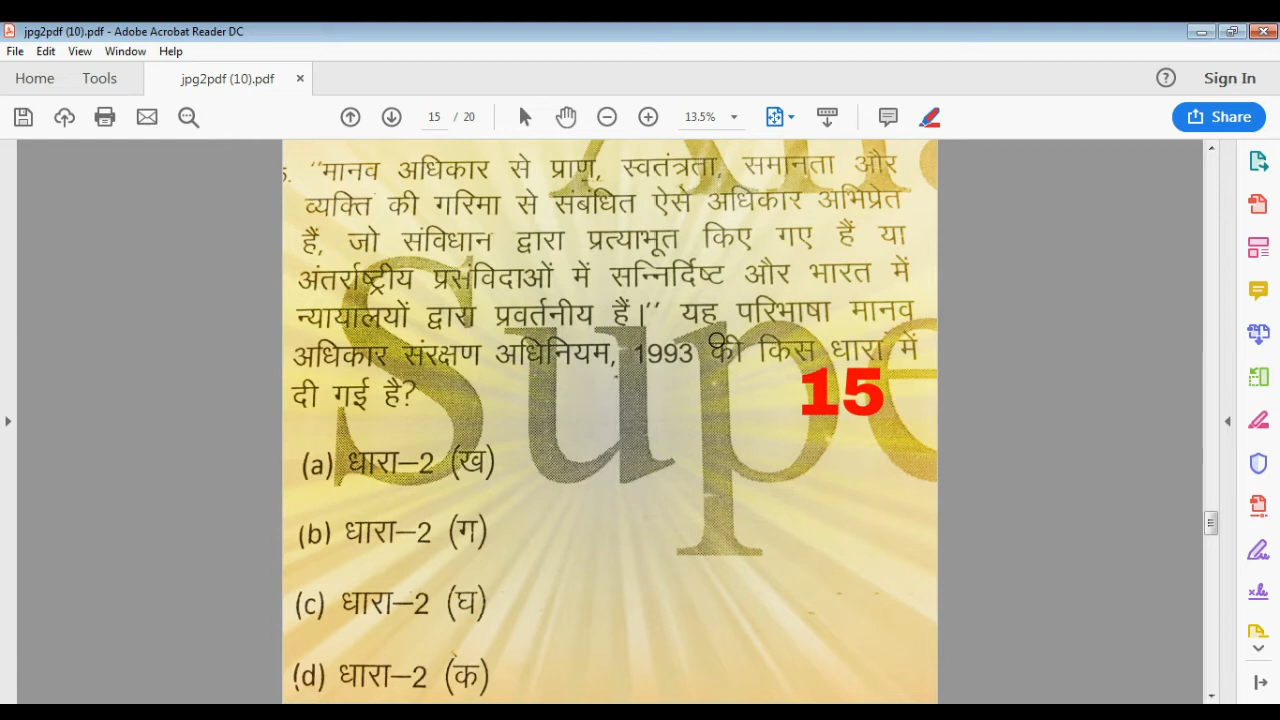 jpg2pdf (10).pdf - Adobe Acrobat Reader DC
File Edit View Window Help
Home Tools jpg2pdf (10).pdf × Sign In
15 / 20 13.5% Share
"मानव अधिकार से प्राण, स्वतंत्रता, समानता और
व्यक्ति की गरिमा से संबंधित ऐसे अधिकार अभिप्रेत
हैं, जो संविधान द्वारा प्रत्याभूत किए गए हैं या
अंतर्राष्ट्रीय प्रसंविदाओं में सन्निर्दिष्ट और भारत में
न्यायालयों द्वारा प्रवर्तनीय हैं।" यह परिभाषा मानव
अधिकार संरक्षण अधिनियम, 1993 की किस धारा में
दी गई है?
15
(a) धारा–2 (ख)
(b) धारा–2 (ग)
(c) धारा–2 (घ)
(d) धारा–2 (क)